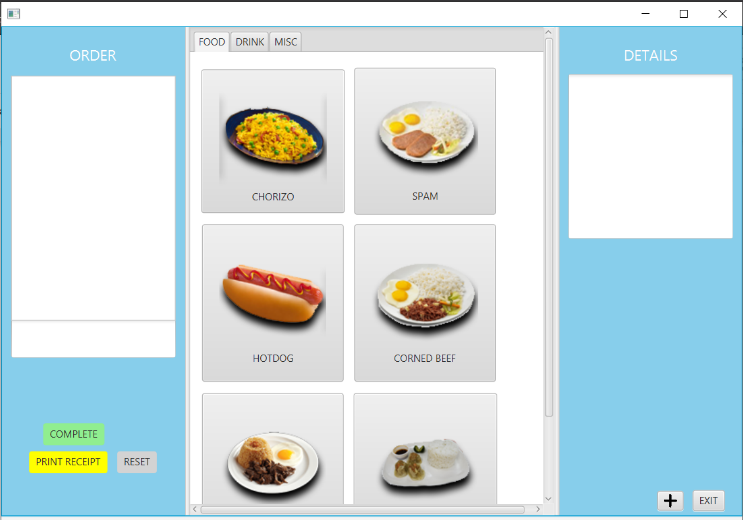 ORDER
FOOD DRINK MISC
DETAILS
CHORIZO
SPAM
HOTDOG
CORNED BEEF
COMPLETE
PRINT RECEIPT
RESET
EXIT